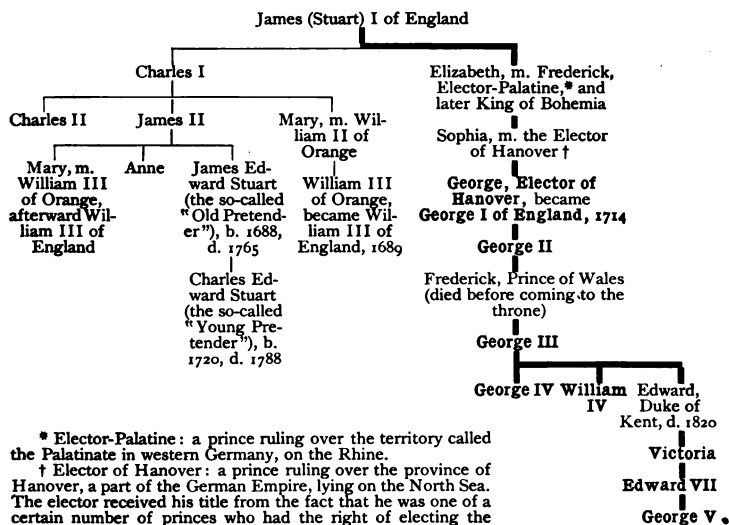 James (Stuart) I of England
Charles I
Elizabeth, m. Frederick,
Elector-Palatine,* and
later King of Bohemia
Charles II
James II
Mary, m. Wil-
liam II of
Orange
Sophia, m. the Elector
of Hanover †
Mary, m.
William III
of Orange,
afterward Wil-
liam III of
England
Anne
James Ed-
ward Stuart
(the so-called
"Old Pretend-
er"), b. 1688,
d. 1765
William III
of Orange,
became Wil-
liam III of
England, 1689
George, Elector of
Hanover, became
George I of England, 1714
George II
Charles Ed-
ward Stuart
(the so-called
"Young Pre-
tender"), b.
1720, d. 1788
Frederick, Prince of Wales
(died before coming to the
throne)
George III
George IV
William
IV
Edward,
Duke of
Kent, d. 1820
Victoria
Edward VII
George V.
* Elector-Palatine: a prince ruling over the territory called
the Palatinate in western Germany, on the Rhine.
† Elector of Hanover: a prince ruling over the province of
Hanover, a part of the German Empire, lying on the North Sea.
The elector received his title from the fact that he was one of a
certain number of princes who had the right of electing the